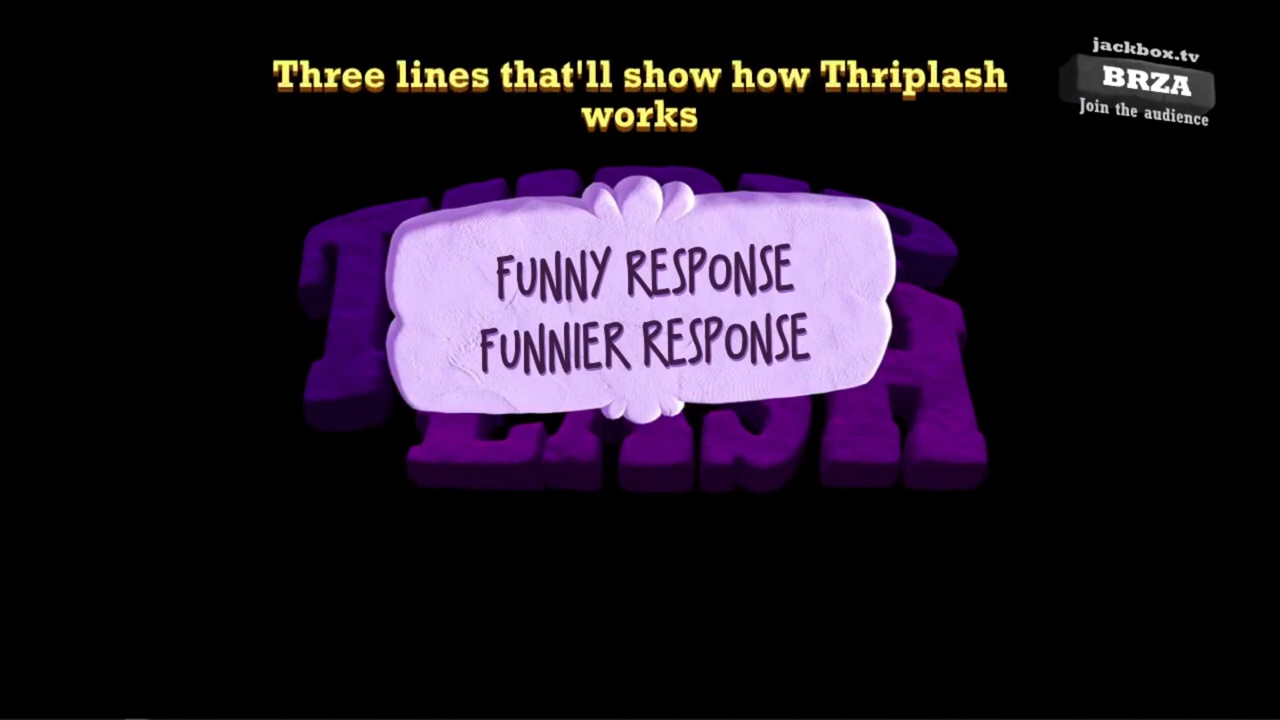 Three lines that'll show how Thriplash
works
jackbox.tv
BRZA
Join the audience
FUNNY RESPONSE
FUNNIER RESPONSE